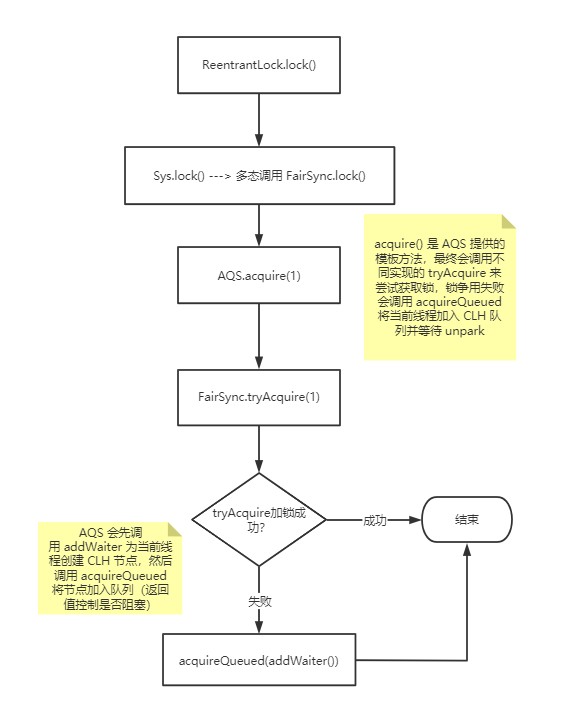 ReentrantLock.lock()
Sys.lock() ---> 多态调用 FairSync.lock()
acquire() 是 AQS 提供的
模板方法，最终会调用不
同实现的 tryAcquire 来
尝试获取锁，锁争用失败
会调用 acquireQueued
将当前线程加入 CLH 队
列并等待 unpark
AQS.acquire(1)
FairSync.tryAcquire(1)
tryAcquire加锁成
功？
成功
结束
AQS 会先调
用 addWaiter 为当前线
程创建 CLH 节点，然后
调用 acquireQueued
将节点加入队列（返回
值控制是否阻塞）
失败
acquireQueued(addWaiter())